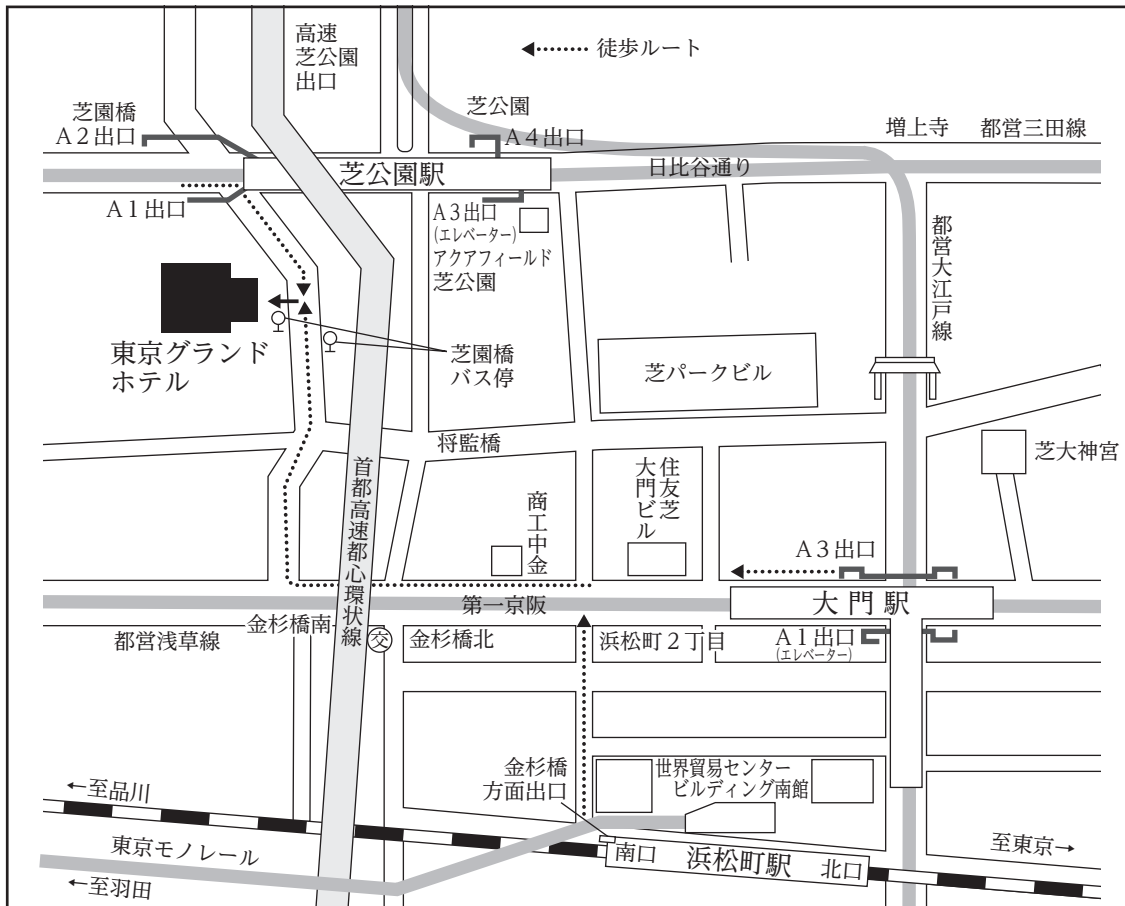 高速
芝公園
出口
徒歩ルート
芝園橋
A2出口
芝公園
A4出口
増上寺
都営三田線
芝公園駅
日比谷通り
A1出口
A3出口
(エレベーター)
アクアフィールド
芝公園
都営大江戸線
東京グランド
ホテル
芝園橋
バス停
芝パークビル
将監橋
芝大神宮
首都高速都心環状線
商工中金
住友芝
大門ビル
A3出口
第一京阪
大門駅
都営浅草線
金杉橋南
交
金杉橋北
浜松町2丁目
A1出口
(エレベーター)
金杉橋
方面出口
世界貿易センター
ビルディング南館
←至品川
東京モノレール
←至羽田
南口
浜松町駅
北口
至東京→